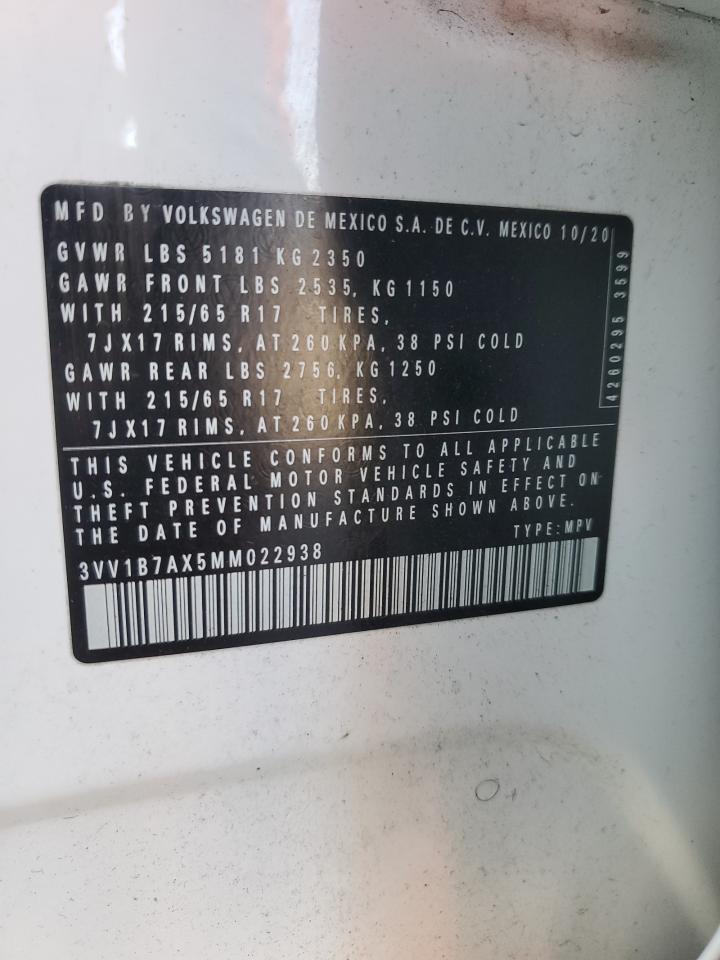 MFD BY VOLKSWAGEN DE MEXICO S.A. DE C.V. MEXICO 10/20
GVWR LBS 5181 KG 2350
GAWR FRONT LBS 2535, KG 1150
WITH 215/65 R17 TIRES,
7JX17 RIMS, AT 260 KPA, 38 PSI COLD
GAWR REAR LBS 2756, KG 1250
WITH 215/65 R17 TIRES,
7JX17 RIMS, AT 260 KPA, 38 PSI COLD
4260295 3599
THIS VEHICLE CONFORMS TO ALL APPLICABLE
U.S. FEDERAL MOTOR VEHICLE SAFETY AND
THEFT PREVENTION STANDARDS IN EFFECT ON
THE DATE OF MANUFACTURE SHOWN ABOVE.
TYPE: MPV
3VV1B7AX5MM022938